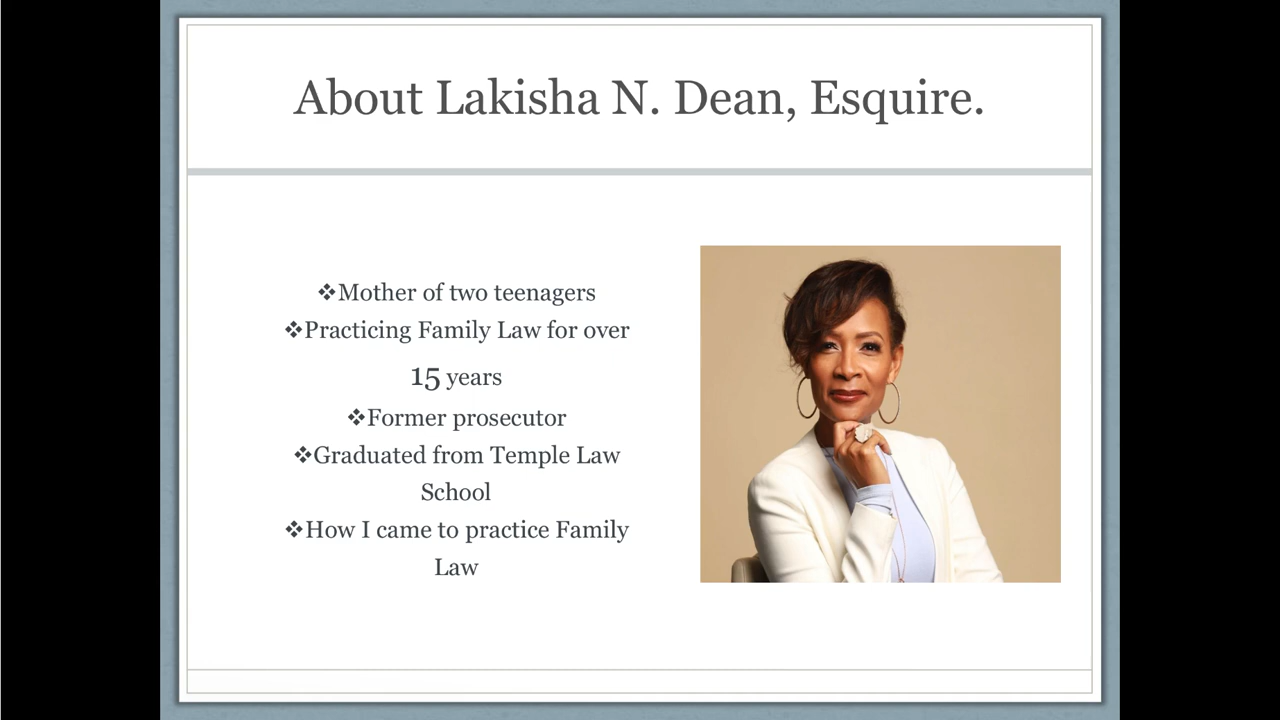 About Lakisha N. Dean, Esquire.
❖Mother of two teenagers
❖Practicing Family Law for over
15 years
❖Former prosecutor
❖Graduated from Temple Law
School
❖How I came to practice Family
Law